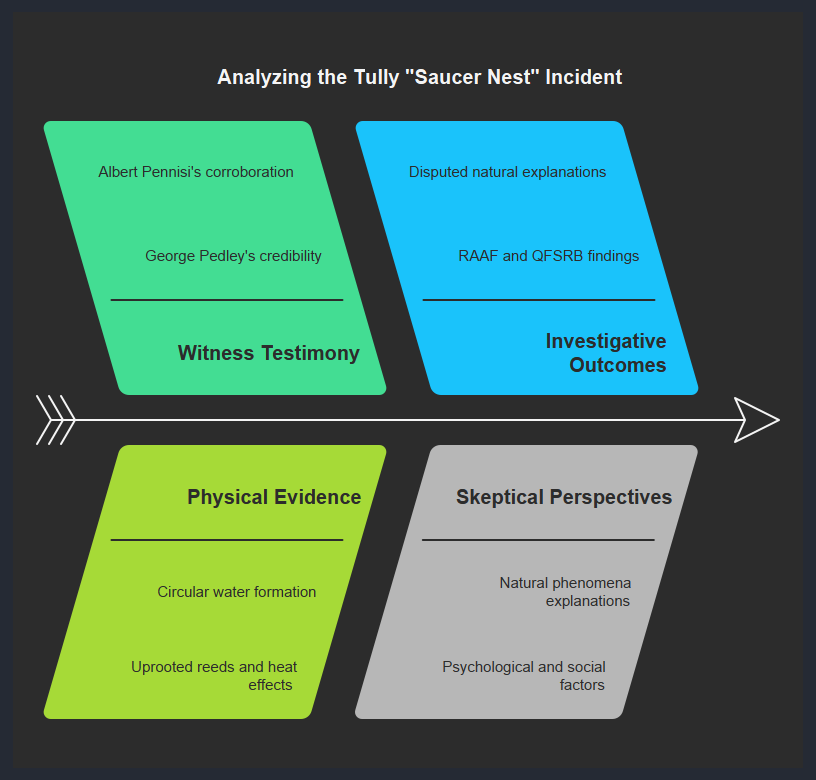 Analyzing the Tully "Saucer Nest" Incident
Albert Pennisi's corroboration
George Pedley's credibility
Witness Testimony
Disputed natural explanations
RAAF and QFSRB findings
Investigative
Outcomes
Physical Evidence
Circular water formation
Uprooted reeds and heat
effects
Skeptical Perspectives
Natural phenomena
explanations
Psychological and social
factors